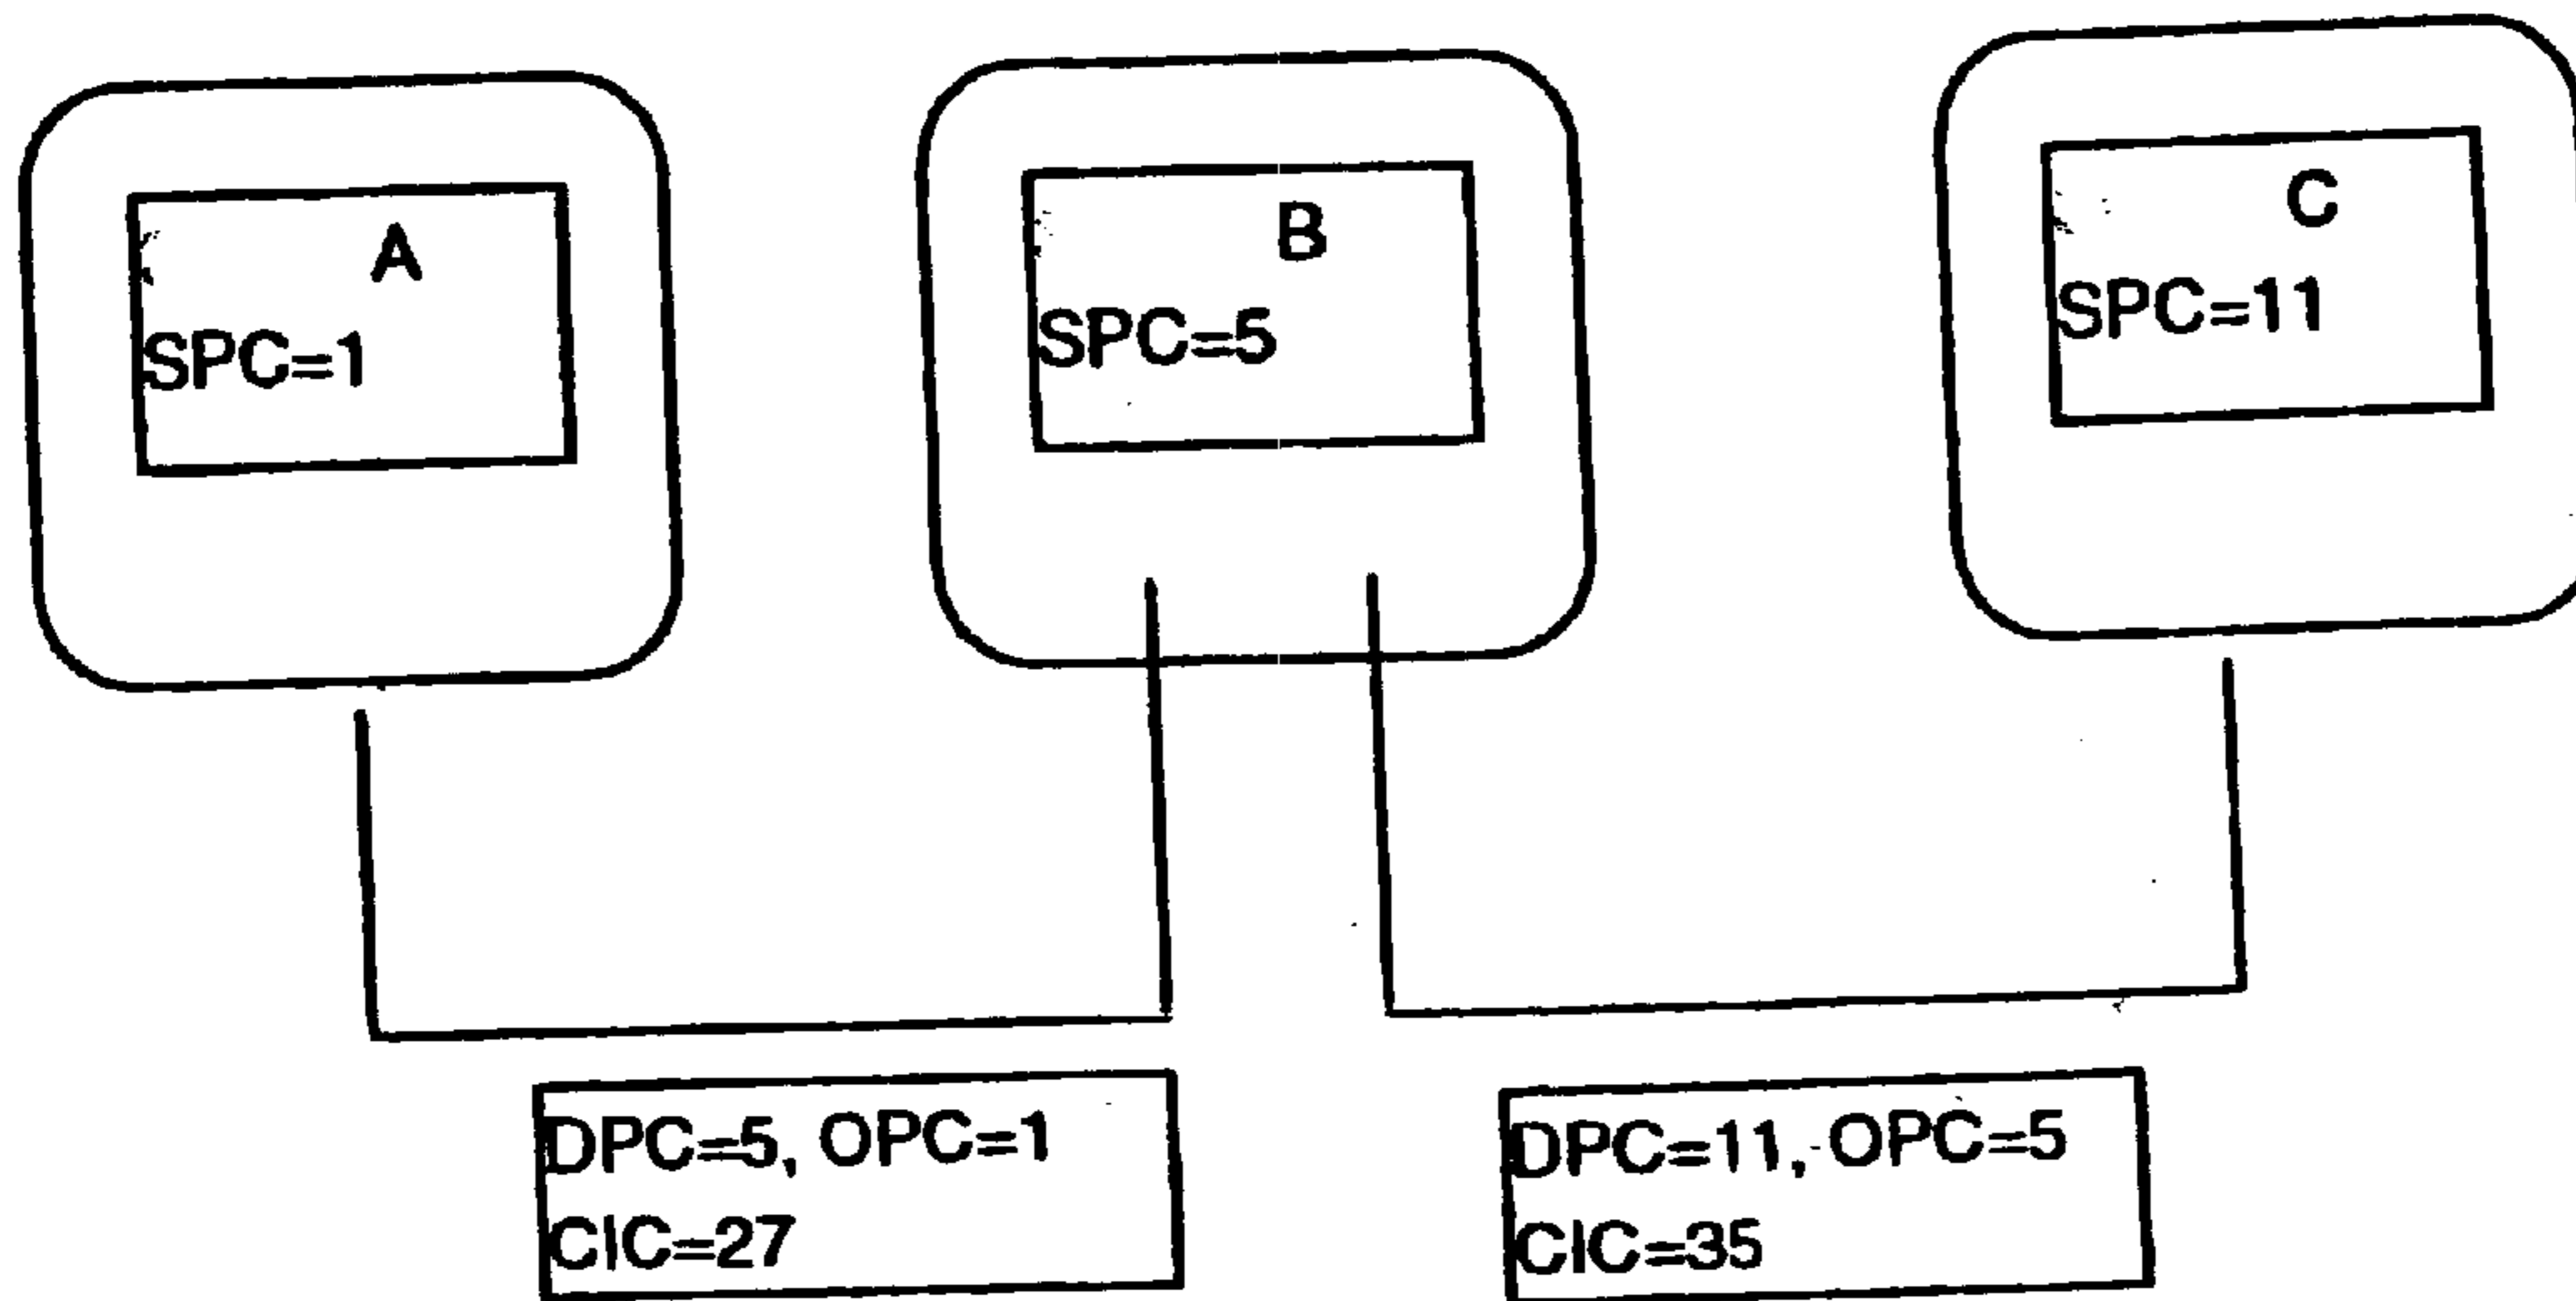 A
SPC=1
B
SPC=5
C
SPC=11
DPC=5, OPC=1
CIC=27
DPC=11, OPC=5
CIC=35